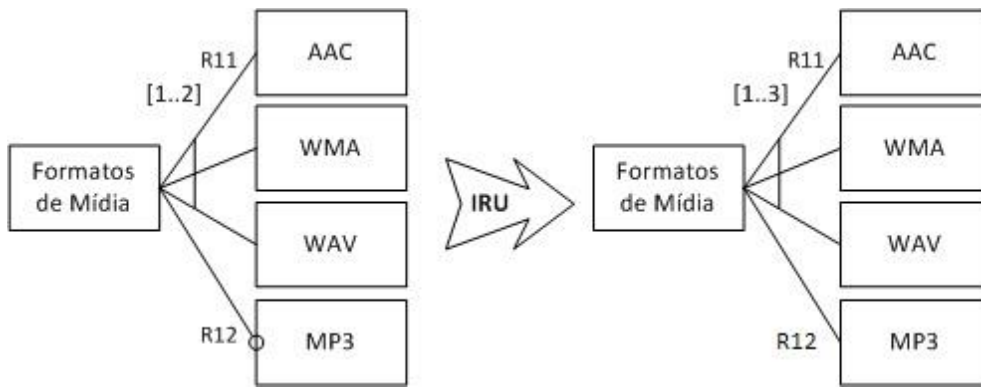 R11
AAC
[1..2]
WMA
Formatos
de Mídia
WAV
R12
MP3
IRU
R11
AAC
[1..3]
WMA
Formatos
de Mídia
WAV
R12
MP3